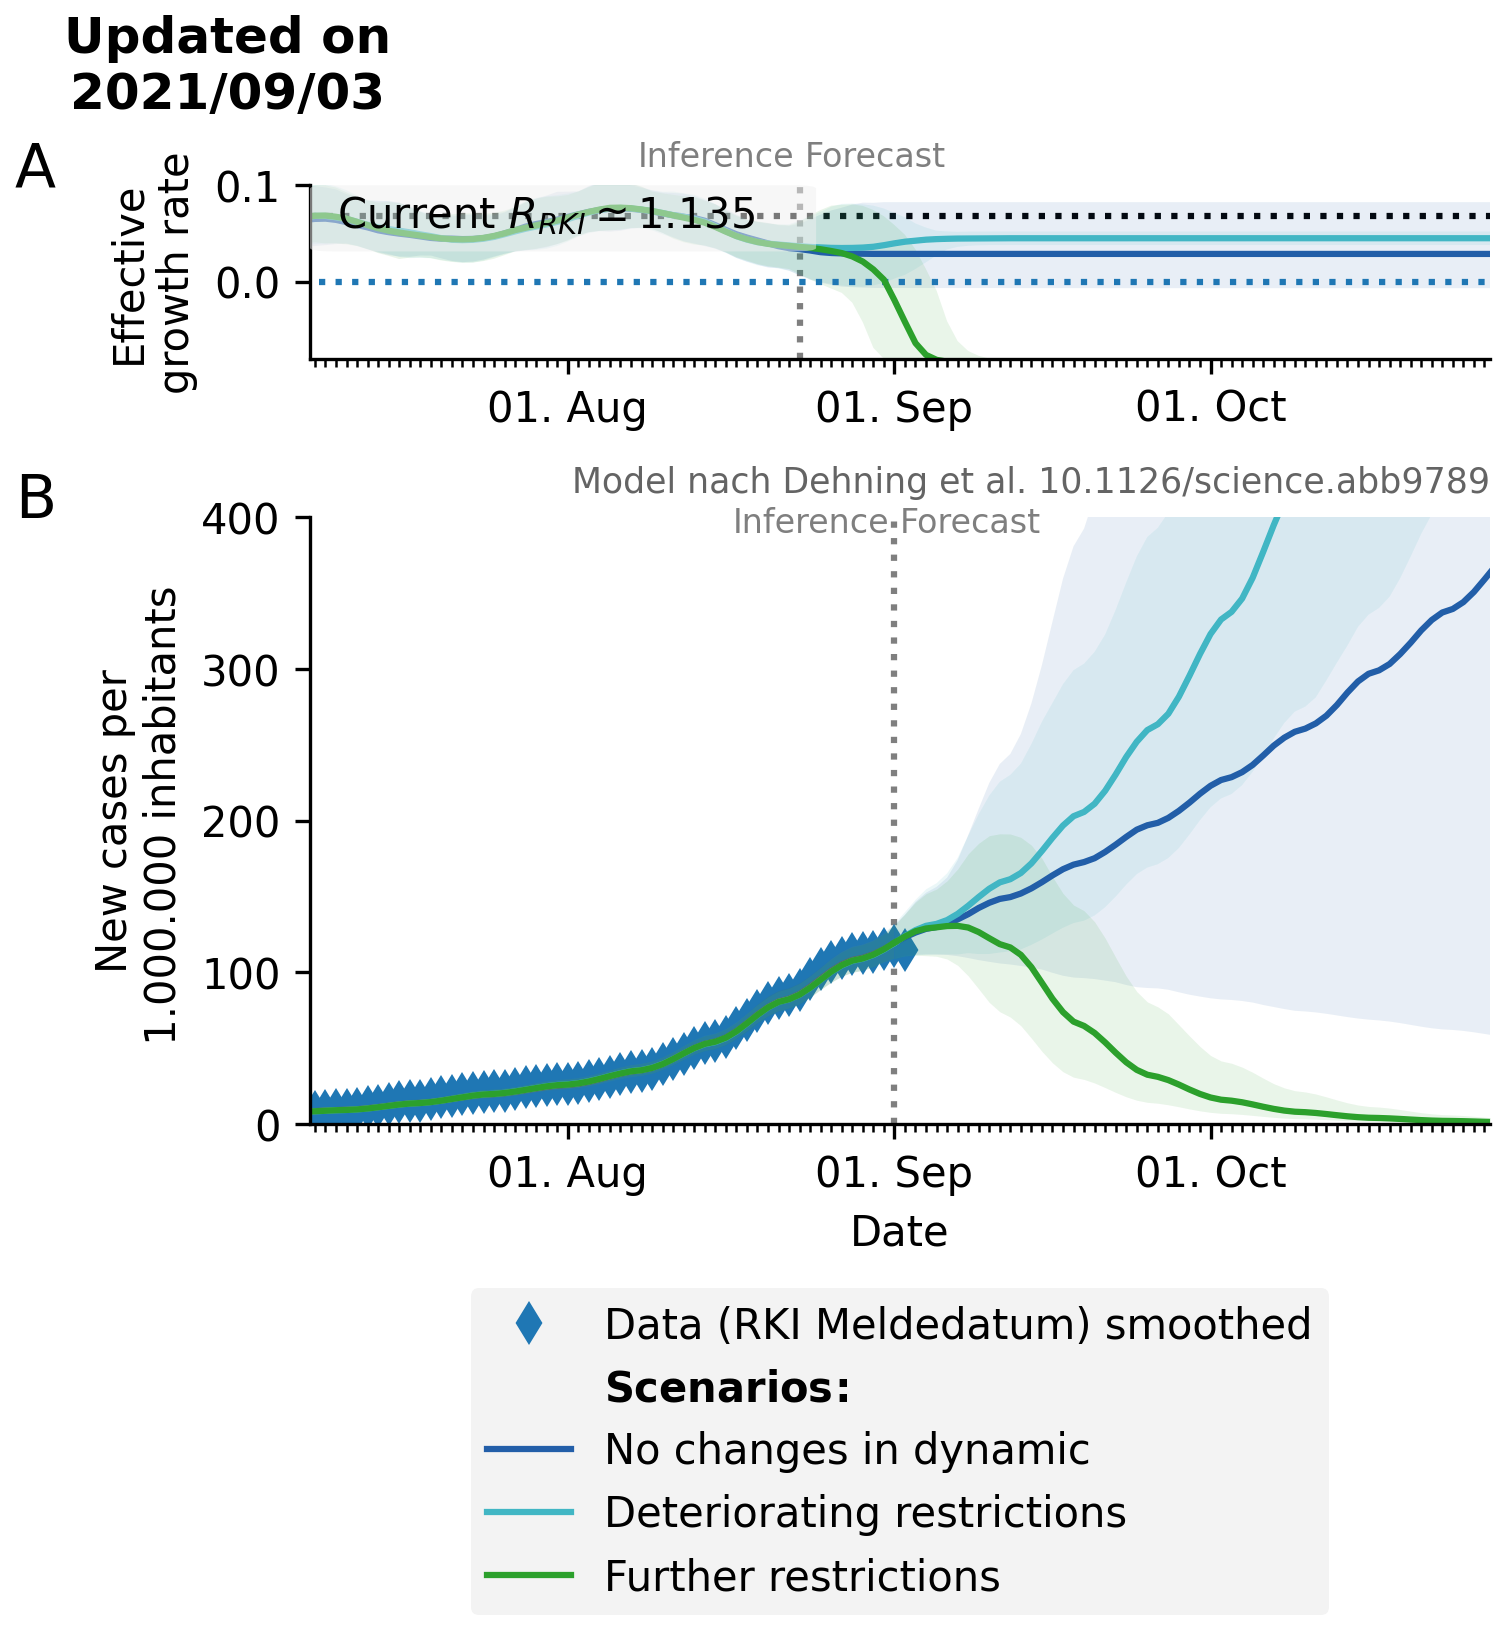 Updated on
2021/09/03
A
Inference Forecast
Effective
growth rate
0.1
0.0
Current R_RKI ≃ 1.135
01. Aug 01. Sep 01. Oct
B
Model nach Dehning et al. 10.1126/science.abb9789
Inference Forecast
New cases per
1.000.000 inhabitants
400
300
200
100
0
01. Aug 01. Sep 01. Oct
Date
Data (RKI Meldedatum) smoothed
Scenarios:
No changes in dynamic
Deteriorating restrictions
Further restrictions